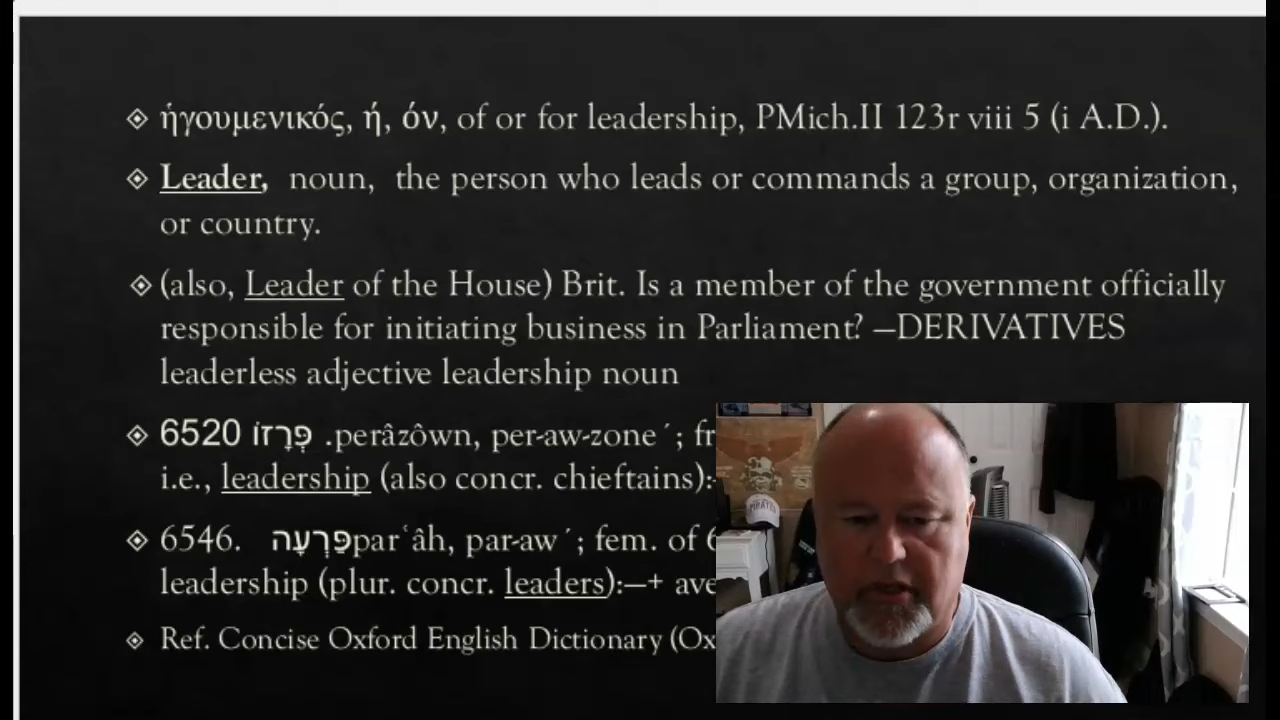 ἡγουμενικός, ή, όν, of or for leadership, PMich.II 123r viii 5 (i A.D.).
Leader, noun, the person who leads or commands a group, organization,
or country.
(also, Leader of the House) Brit. Is a member of the government officially
responsible for initiating business in Parliament? —DERIVATIVES
leaderless adjective leadership noun
6520 פְּרָזוֹ .perâzôwn, per-aw-zone´; fr
i.e., leadership (also concr. chieftains):-
6546. פַּרְעָהparʿâh, par-aw´; fem. of 6
leadership (plur. concr. leaders):—+ ave
Ref. Concise Oxford English Dictionary (Ox
PIRATES